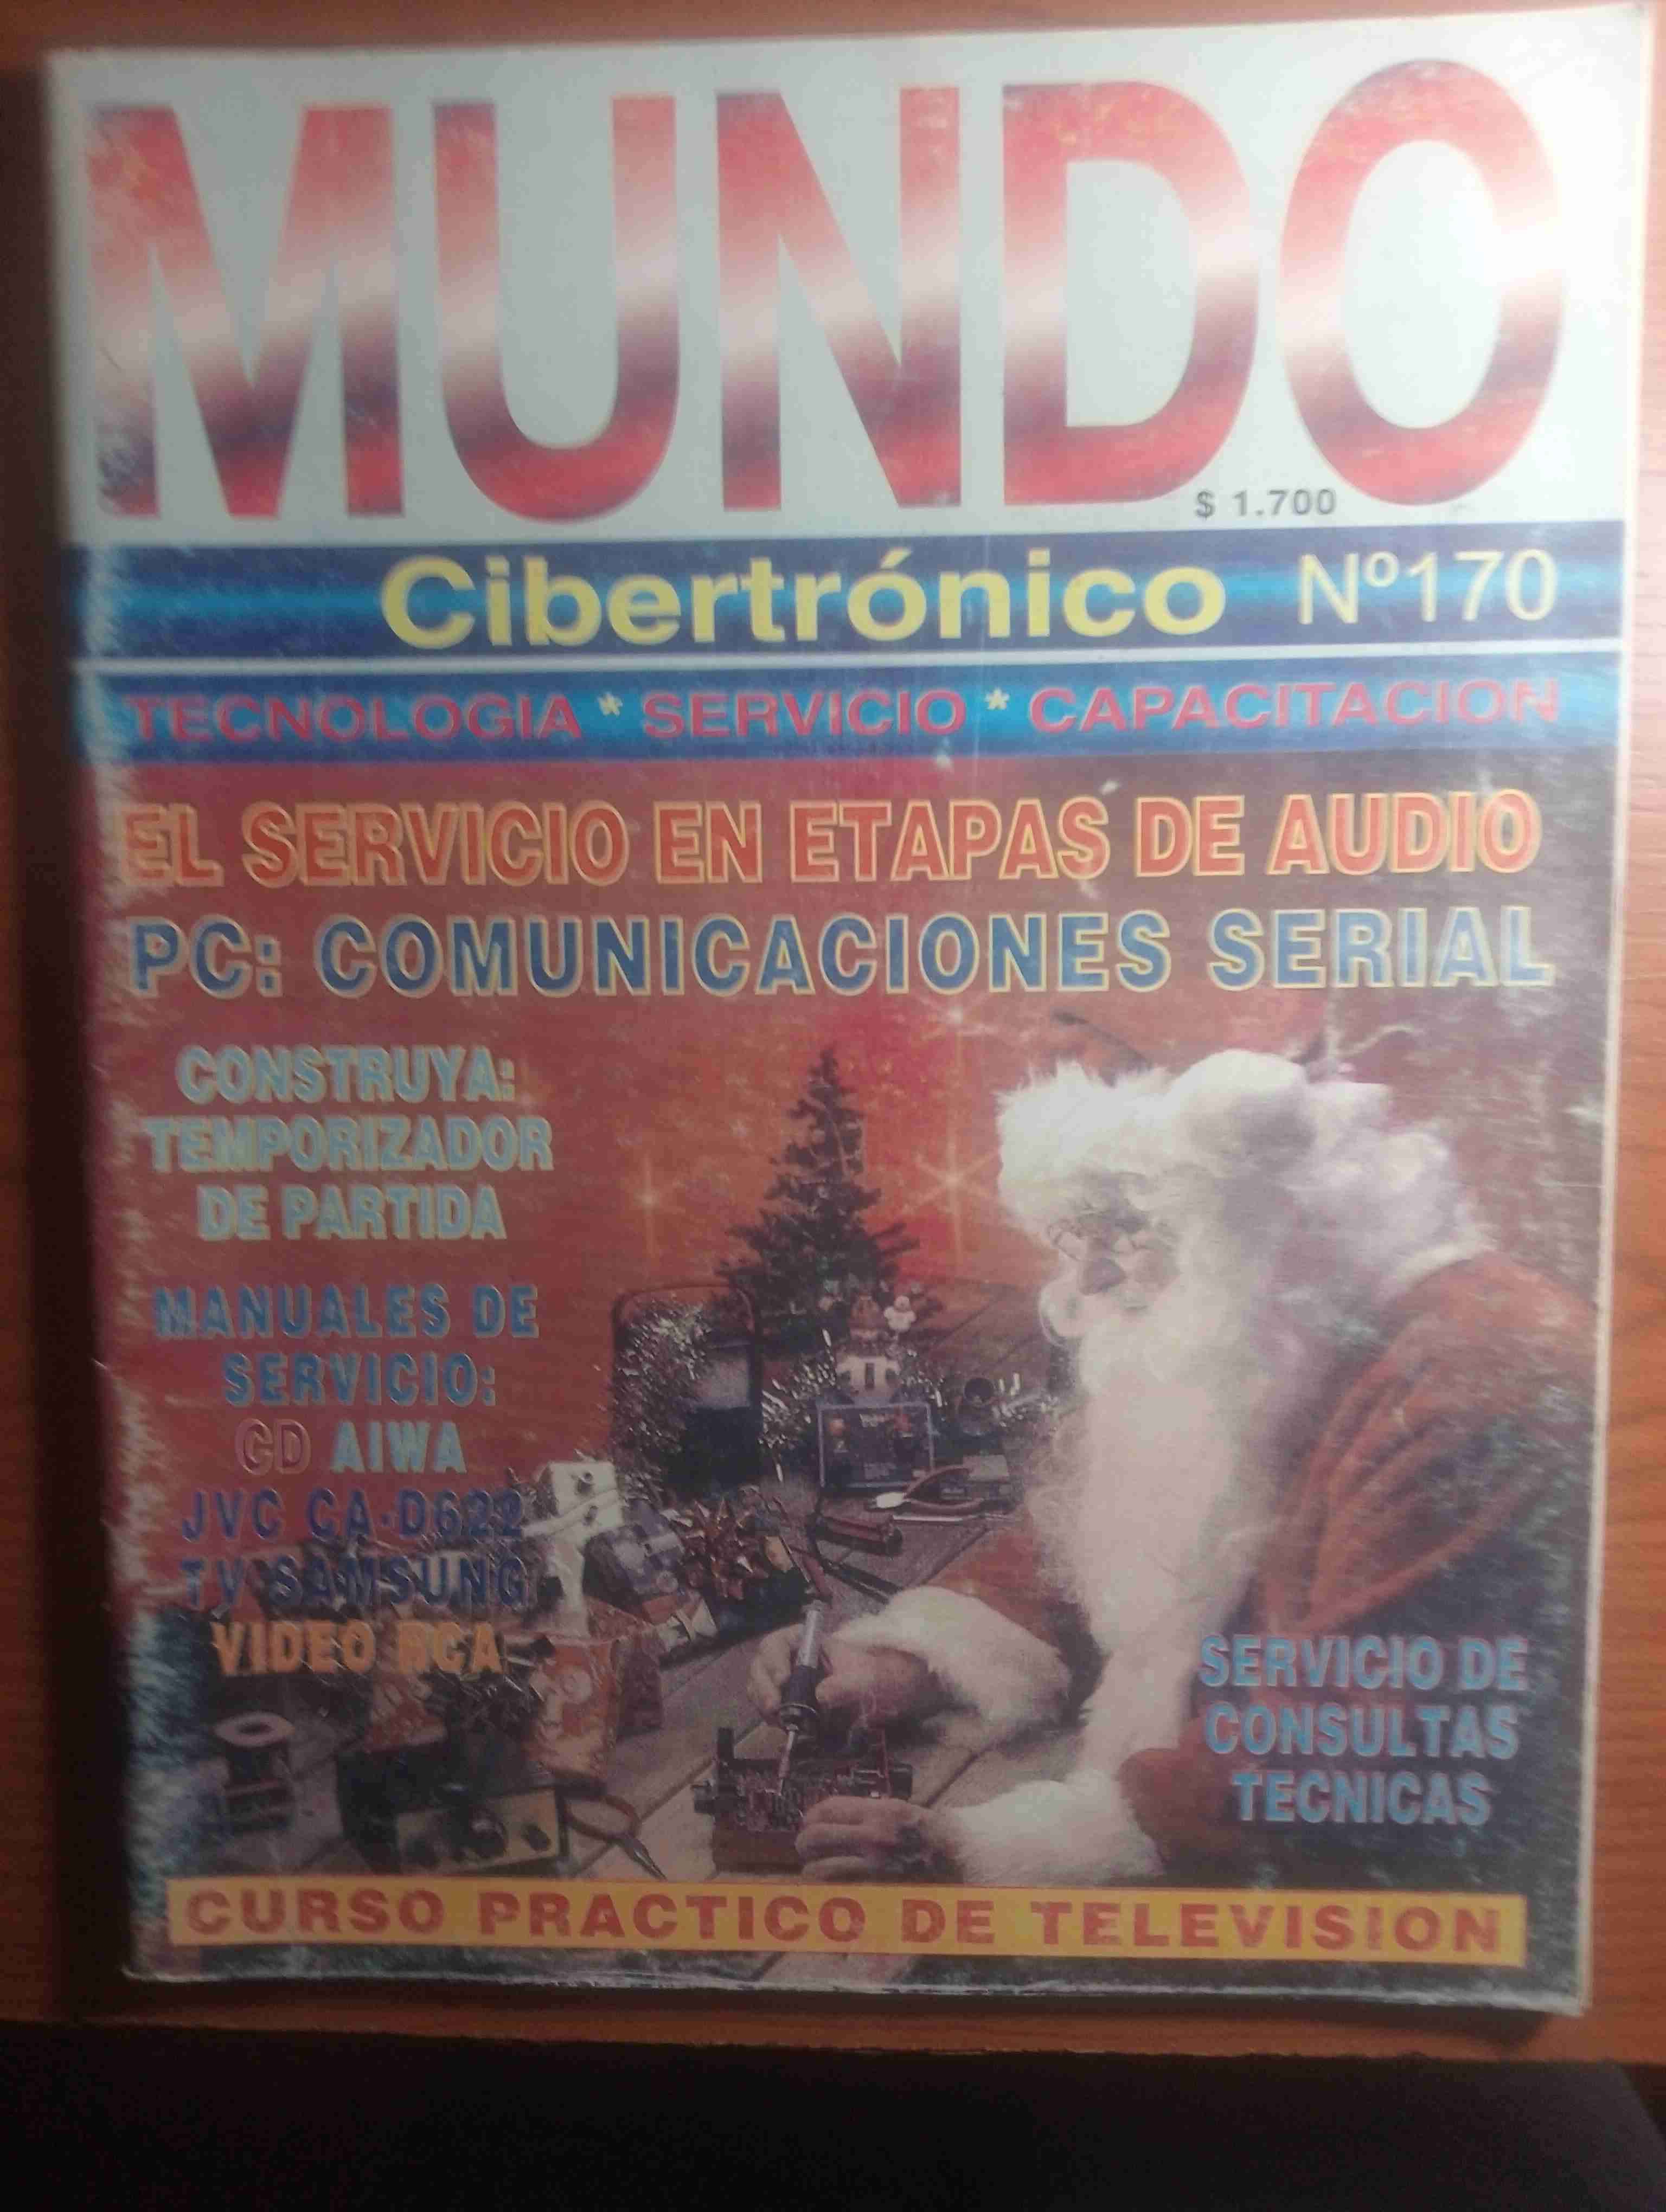 MUNDO
$ 1.700
Cibertrónico Nº170
TECNOLOGIA * SERVICIO * CAPACITACION
EL SERVICIO EN ETAPAS DE AUDIO
PC: COMUNICACIONES SERIAL
CONSTRUYA:
TEMPORIZADOR
DE PARTIDA
MANUALES DE
SERVICIO:
CD AIWA
JVC CA-D622
TV SAMSUNG
VIDEO RCA
SERVICIO DE
CONSULTAS
TECNICAS
CURSO PRACTICO DE TELEVISION